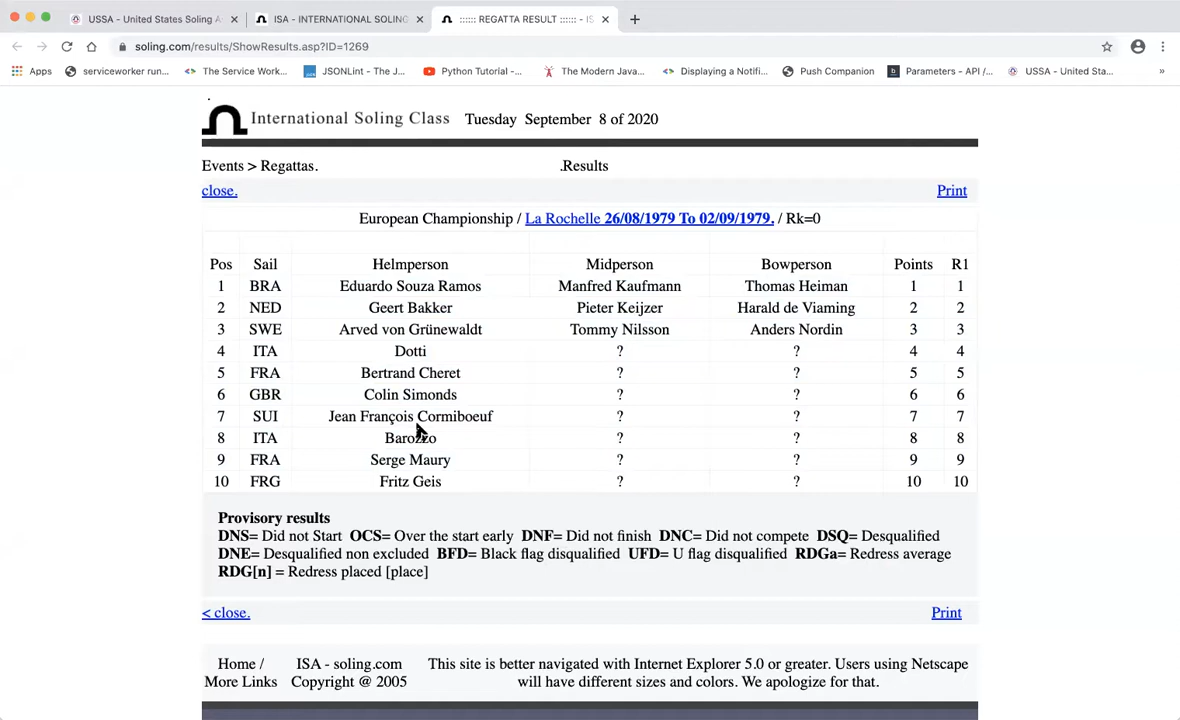 USSA - United States Soling A
ISA - INTERNATIONAL SOLING
:::::: REGATTA RESULT :::::: - IS
soling.com/results/ShowResults.asp?ID=1269
Apps serviceworker run... The Service Work... JSONLint - The J... Python Tutorial -... The Modern Java... Displaying a Notifi... Push Companion Parameters - API /... USSA - United Sta... »
International Soling Class Tuesday September 8 of 2020
Events > Regattas. .Results
close. Print
European Championship / La Rochelle 26/08/1979 To 02/09/1979. / Rk=0
Pos Sail Helmperson Midperson Bowperson Points R1
1 BRA Eduardo Souza Ramos Manfred Kaufmann Thomas Heiman 1 1
2 NED Geert Bakker Pieter Keijzer Harald de Viaming 2 2
3 SWE Arved von Grünewaldt Tommy Nilsson Anders Nordin 3 3
4 ITA Dotti ? ? 4 4
5 FRA Bertrand Cheret ? ? 5 5
6 GBR Colin Simonds ? ? 6 6
7 SUI Jean François Cormiboeuf ? ? 7 7
8 ITA Barozzo ? ? 8 8
9 FRA Serge Maury ? ? 9 9
10 FRG Fritz Geis ? ? 10 10
Provisory results
DNS= Did not Start OCS= Over the start early DNF= Did not finish DNC= Did not compete DSQ= Desqualified
DNE= Desqualified non excluded BFD= Black flag disqualified UFD= U flag disqualified RDGa= Redress average
RDG[n] = Redress placed [place]
< close. Print
Home / ISA - soling.com This site is better navigated with Internet Explorer 5.0 or greater. Users using Netscape
More Links Copyright @ 2005 will have different sizes and colors. We apologize for that.